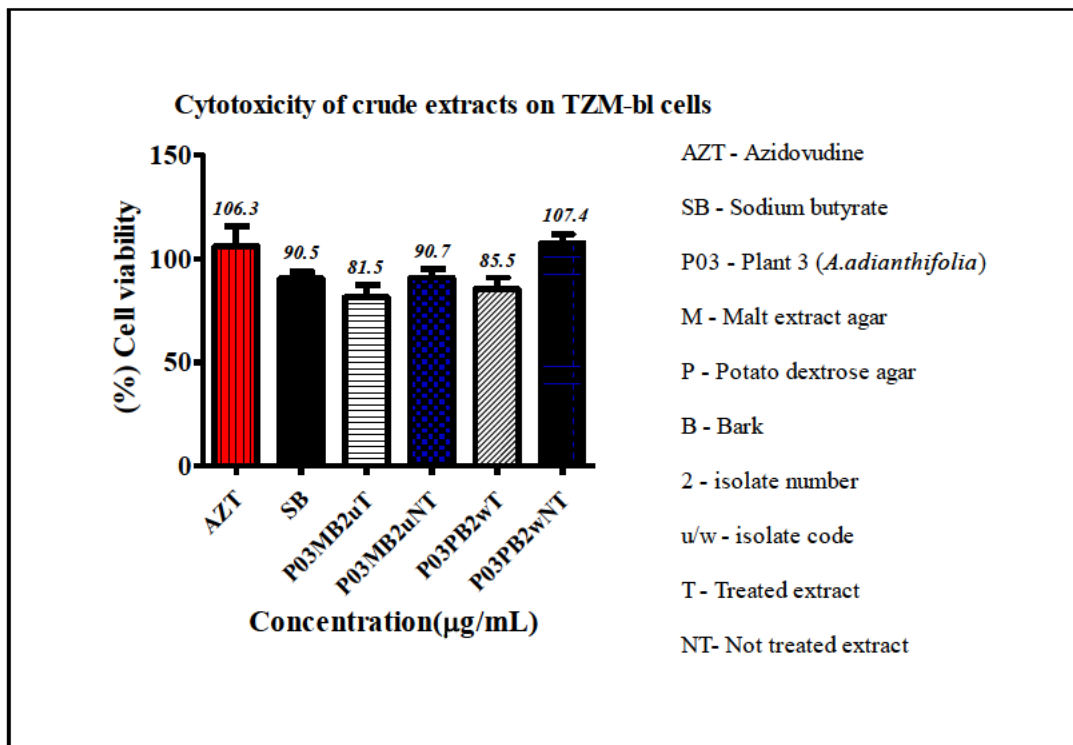 Cytotoxicity of crude extracts on TZM-bl cells
(%) Cell viability
150
100
50
0
106.3
90.5
81.5
90.7
85.5
107.4
AZT
SB
P03MB2uT
P03MB2uNT
P03PB2wT
P03PB2wNT
Concentration(µg/mL)
AZT - Azidovudine
SB - Sodium butyrate
P03 - Plant 3 (A.adianthifolia)
M - Malt extract agar
P - Potato dextrose agar
B - Bark
2 - isolate number
u/w - isolate code
T - Treated extract
NT- Not treated extract